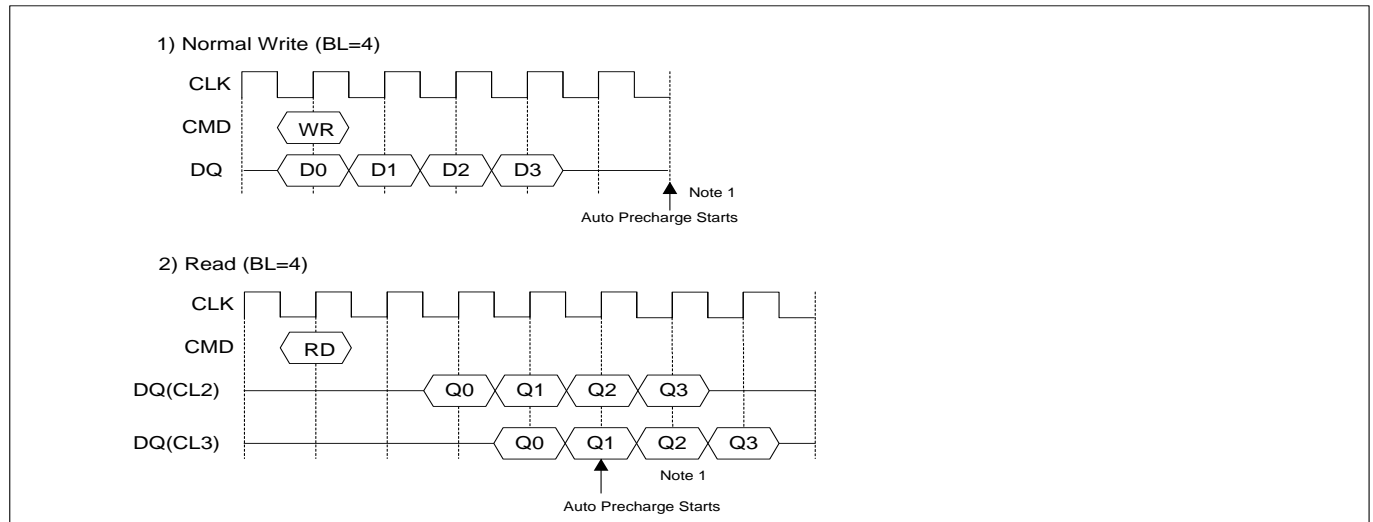 1) Normal Write (BL=4)
CLK
CMD WR
DQ D0 D1 D2 D3
Note 1
Auto Precharge Starts
2) Read (BL=4)
CLK
CMD RD
DQ(CL2) Q0 Q1 Q2 Q3
DQ(CL3) Q0 Q1 Q2 Q3
Note 1
Auto Precharge Starts